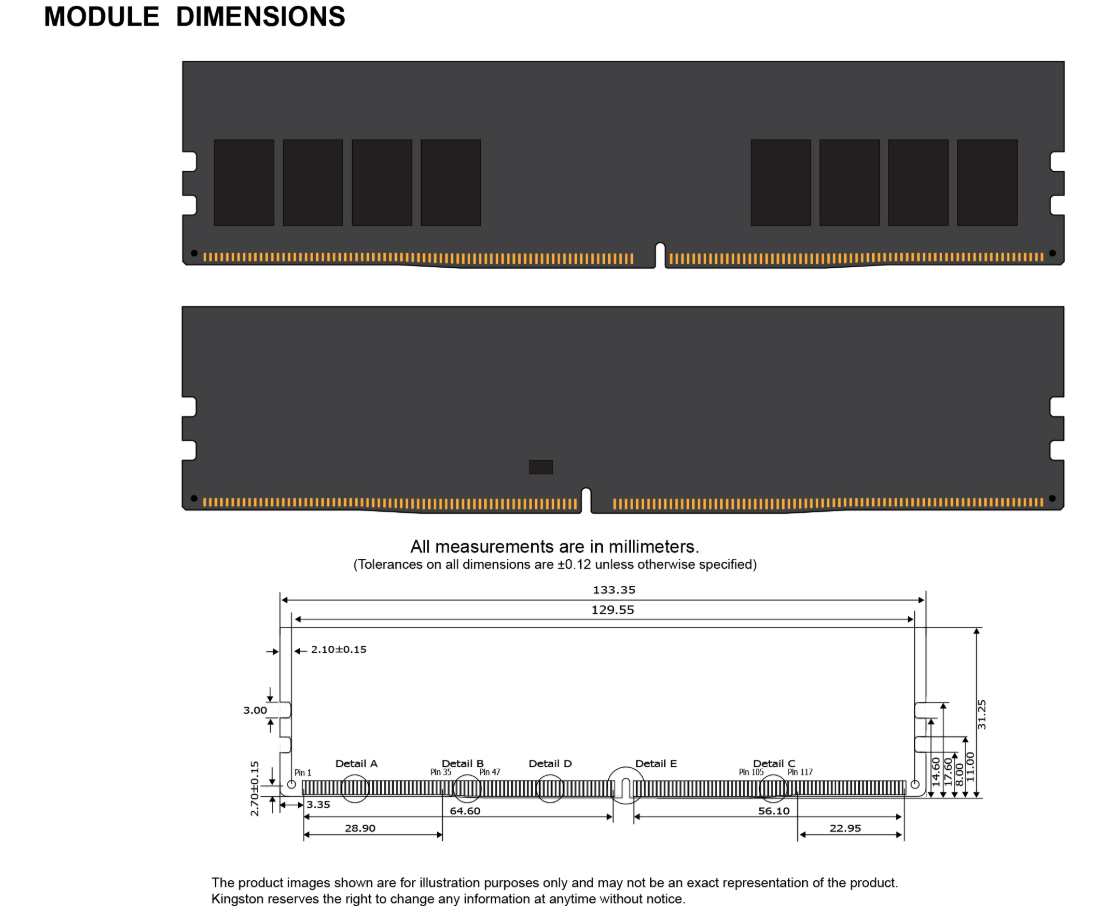 MODULE DIMENSIONS
All measurements are in millimeters.
(Tolerances on all dimensions are ±0.12 unless otherwise specified)
133.35
129.55
2.10±0.15
3.00
31.25
Detail A
Detail B
Detail D
Detail E
Detail C
Pin 1
Pin 35
Pin 47
Pin 105
Pin 117
14.60
17.60
8.00
11.00
2.70±0.15
3.35
64.60
56.10
28.90
22.95
The product images shown are for illustration purposes only and may not be an exact representation of the product.
Kingston reserves the right to change any information at anytime without notice.